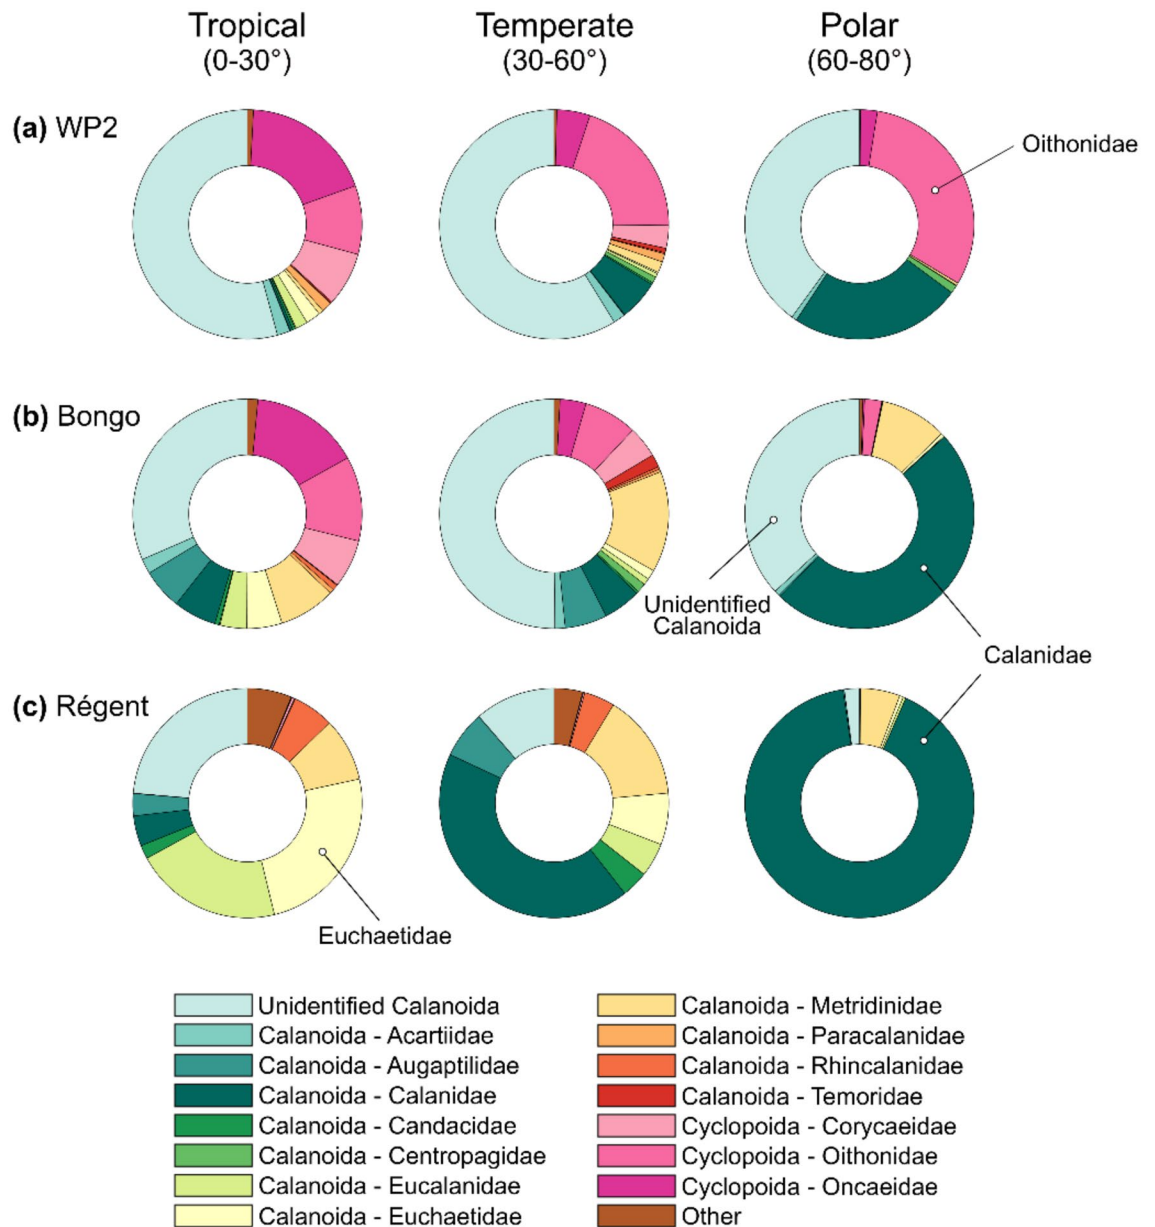 Tropical
(0-30°)
Temperate
(30-60°)
Polar
(60-80°)
(a) WP2
Oithonidae
(b) Bongo
Unidentified
Calanoida
Calanidae
(c) Régent
Euchaetidae
Unidentified Calanoida
Calanoida - Acartiidae
Calanoida - Augaptilidae
Calanoida - Calanidae
Calanoida - Candacidae
Calanoida - Centropagidae
Calanoida - Eucalanidae
Calanoida - Euchaetidae
Calanoida - Metridinidae
Calanoida - Paracalanidae
Calanoida - Rhincalanidae
Calanoida - Temoridae
Cyclopoida - Corycaeidae
Cyclopoida - Oithonidae
Cyclopoida - Oncaeidae
Other